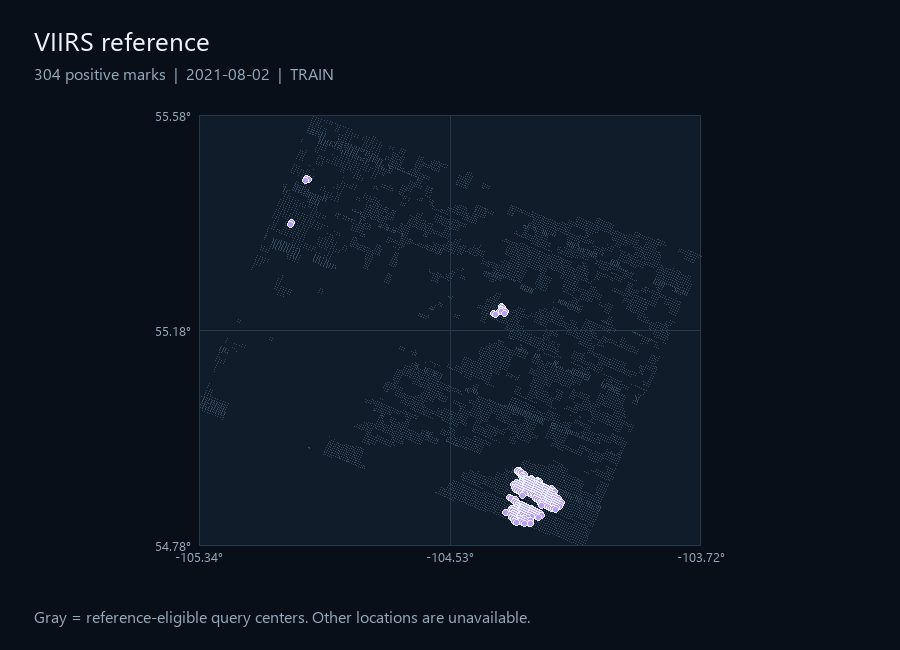 VIIRS reference
304 positive marks | 2021-08-02 | TRAIN
55.58°
55.18°
54.78°
-105.34°
-104.53°
-103.72°
Gray = reference-eligible query centers. Other locations are unavailable.